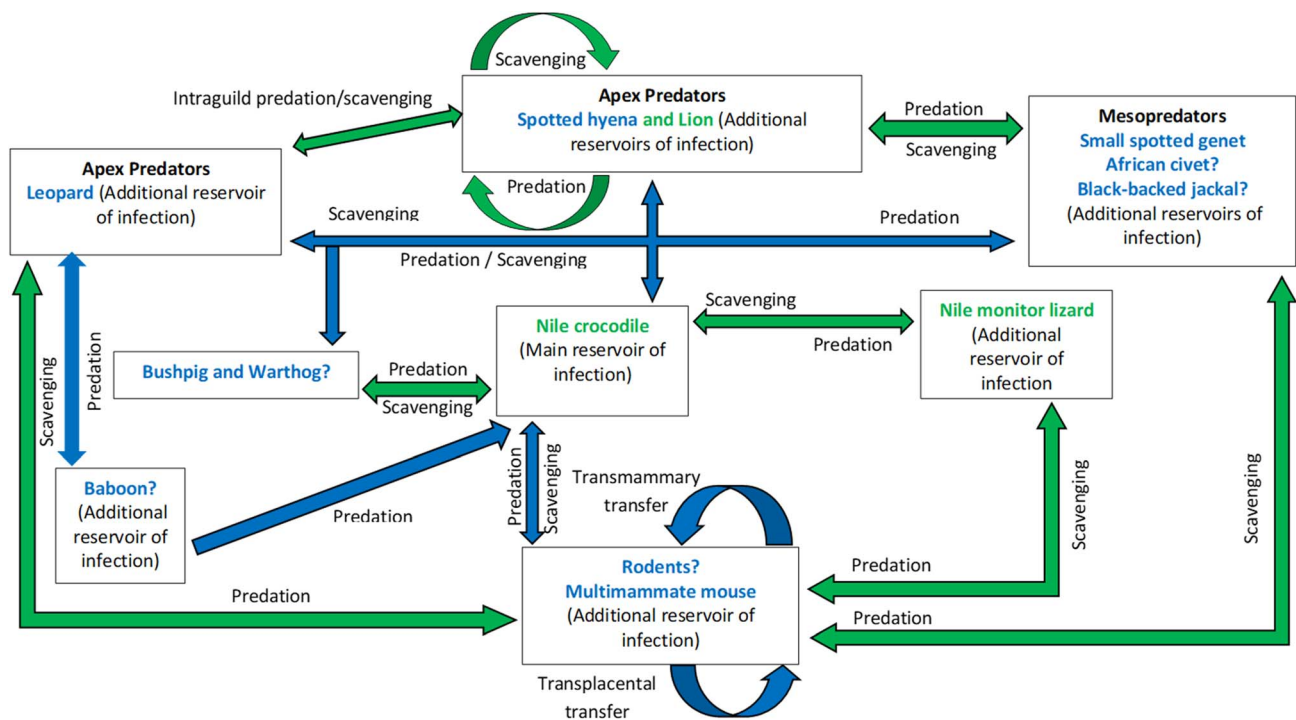 Scavenging
Intraguild predation/scavenging
Apex Predators
Spotted hyena and Lion (Additional
reservoirs of infection)
Predation
Scavenging
Mesopredators
Small spotted genet
African civet?
Black-backed jackal?
(Additional reservoirs of
infection)
Apex Predators
Leopard (Additional reservoir
of infection)
Predation
Scavenging
Predation
Predation / Scavenging
Scavenging
Predation
Nile crocodile
(Main reservoir of
infection)
Scavenging
Predation
Nile monitor lizard
(Additional
reservoir of
infection
Bushpig and Warthog?
Predation
Scavenging
Baboon?
(Additional
reservoir of
infection)
Predation
Predation
Scavenging
Transmammary
transfer
Scavenging
Scavenging
Predation
Rodents?
Multimammate mouse
(Additional reservoir of
infection)
Predation
Predation
Transplacental
transfer